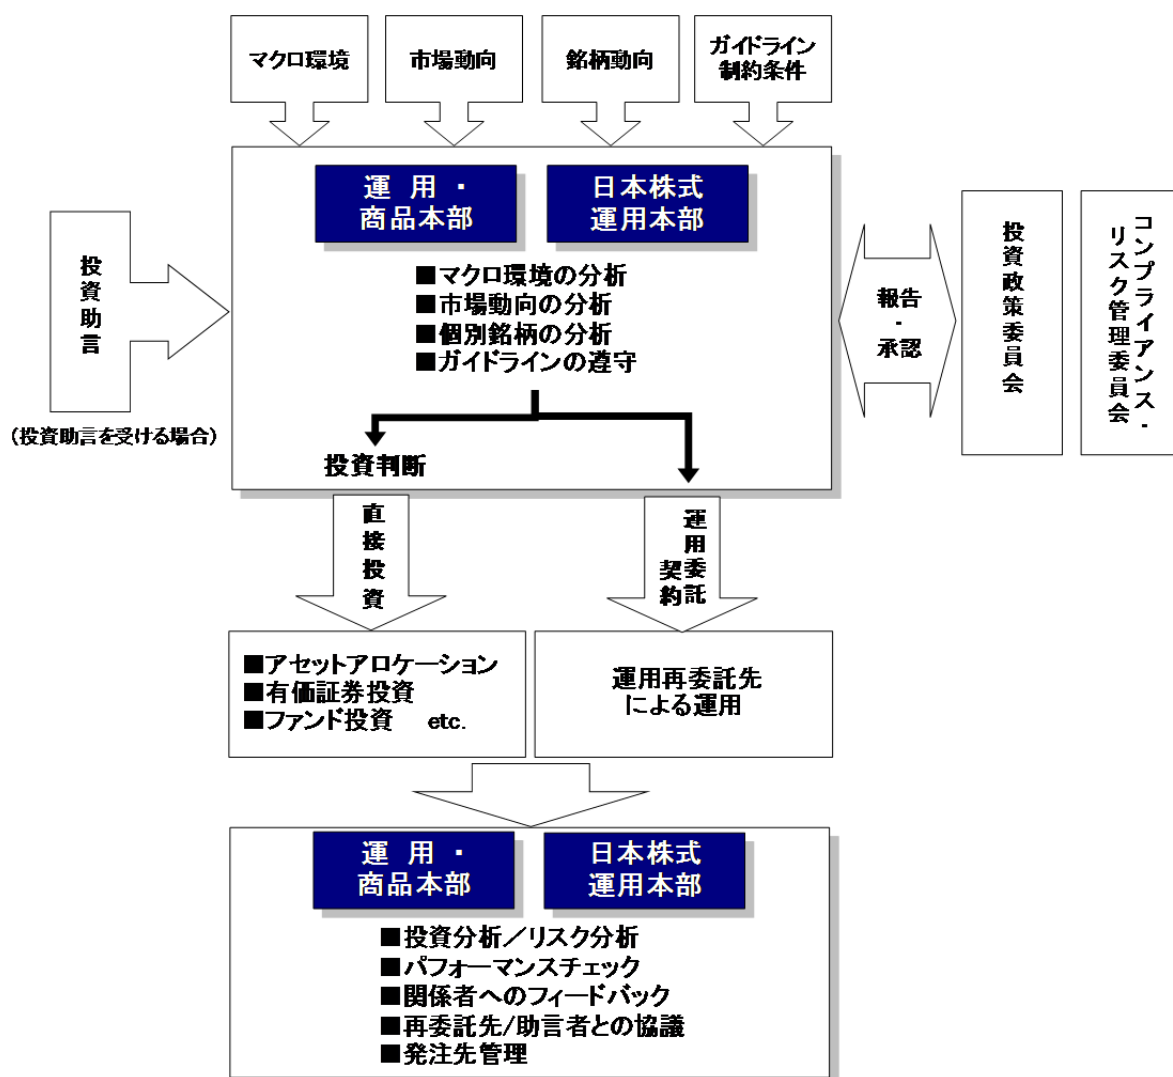 マクロ環境
市場動向
銘柄動向
ガイドライン
制約条件
運 用 ・
商品本部
日本株式
運用本部
■マクロ環境の分析
■市場動向の分析
■個別銘柄の分析
■ガイドラインの遵守
投資助言
(投資助言を受ける場合)
報告
・
承認
投資政策委員会
コンプライアンス・
リスク管理委員会
投資判断
直接投資
運用委託
契約
■アセットアロケーション
■有価証券投資
■ファンド投資 etc.
運用再委託先
による運用
運 用 ・
商品本部
日本株式
運用本部
■投資分析／リスク分析
■パフォーマンスチェック
■関係者へのフィードバック
■再委託先/助言者との協議
■発注先管理